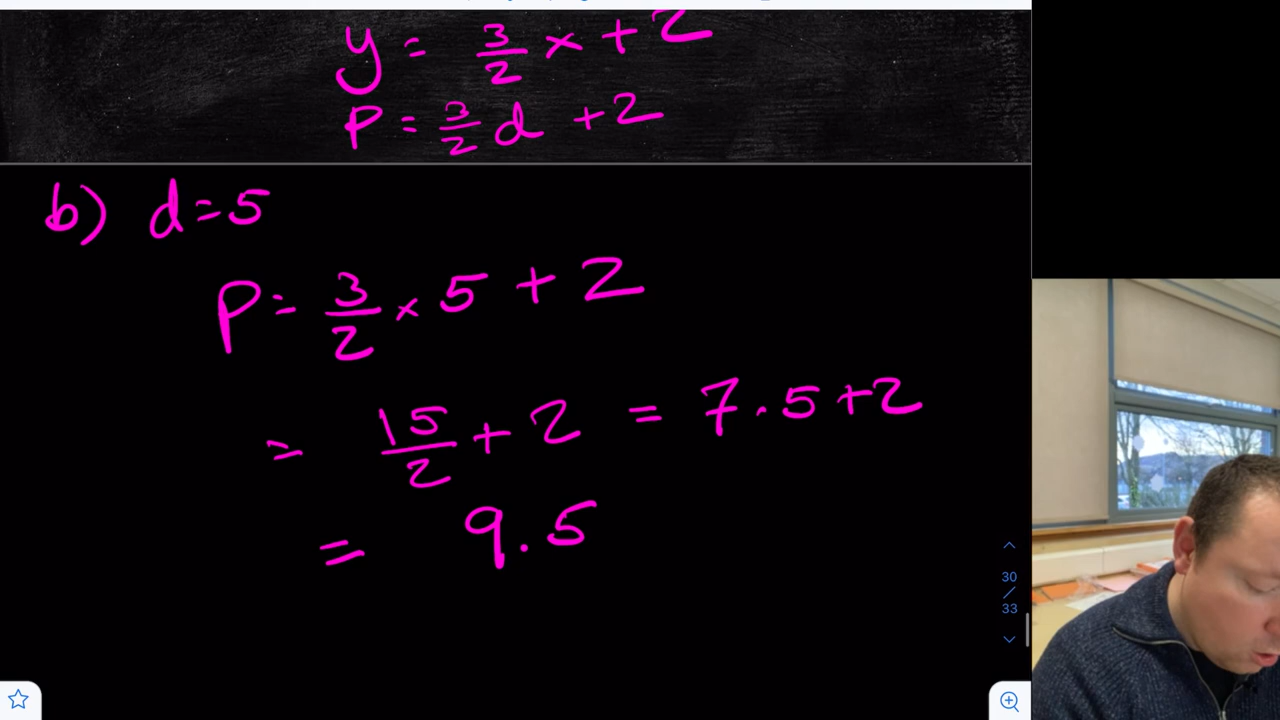 y = 3/2 x + 2
P = 3/2 d + 2
b) d = 5
P = 3/2 × 5 + 2
= 15/2 + 2 = 7.5 + 2
= 9.5
30
/
33